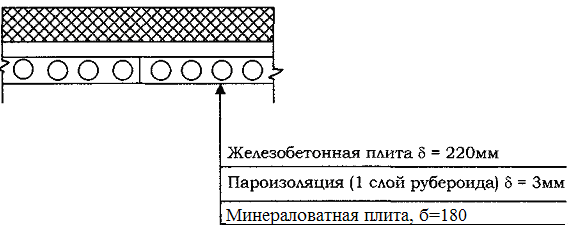 Железобетонная плита δ = 220мм
Пароизоляция (1 слой рубероида) δ = 3мм
Минераловатная плита, б=180